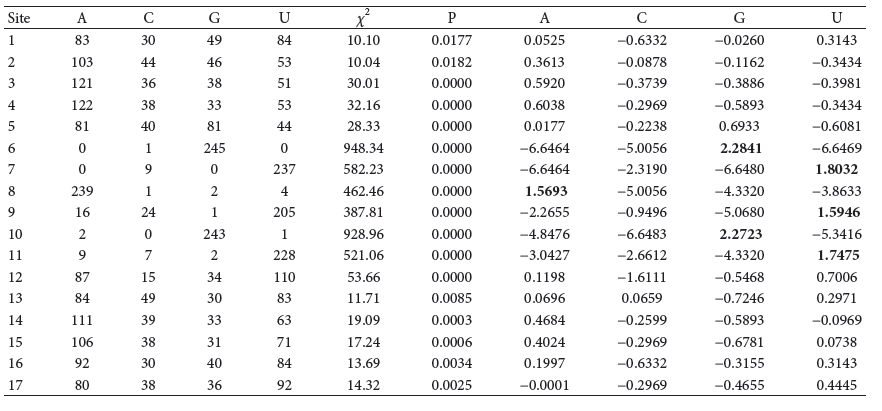 Site A C G U χ² P A C G U
1 83 30 49 84 10.10 0.0177 0.0525 −0.6332 −0.0260 0.3143
2 103 44 46 53 10.04 0.0182 0.3613 −0.0878 −0.1162 −0.3434
3 121 36 38 51 30.01 0.0000 0.5920 −0.3739 −0.3886 −0.3981
4 122 38 33 53 32.16 0.0000 0.6038 −0.2969 −0.5893 −0.3434
5 81 40 81 44 28.33 0.0000 0.0177 −0.2238 0.6933 −0.6081
6 0 1 245 0 948.34 0.0000 −6.6464 −5.0056 2.2841 −6.6469
7 0 9 0 237 582.23 0.0000 −6.6464 −2.3190 −6.6480 1.8032
8 239 1 2 4 462.46 0.0000 1.5693 −5.0056 −4.3320 −3.8633
9 16 24 1 205 387.81 0.0000 −2.2655 −0.9496 −5.0680 1.5946
10 2 0 243 1 928.96 0.0000 −4.8476 −6.6483 2.2723 −5.3416
11 9 7 2 228 521.06 0.0000 −3.0427 −2.6612 −4.3320 1.7475
12 87 15 34 110 53.66 0.0000 0.1198 −1.6111 −0.5468 0.7006
13 84 49 30 83 11.71 0.0085 0.0696 0.0659 −0.7246 0.2971
14 111 39 33 63 19.09 0.0003 0.4684 −0.2599 −0.5893 −0.0969
15 106 38 31 71 17.24 0.0006 0.4024 −0.2969 −0.6781 0.0738
16 92 30 40 84 13.69 0.0034 0.1997 −0.6332 −0.3155 0.3143
17 80 38 36 92 14.32 0.0025 −0.0001 −0.2969 −0.4655 0.4445